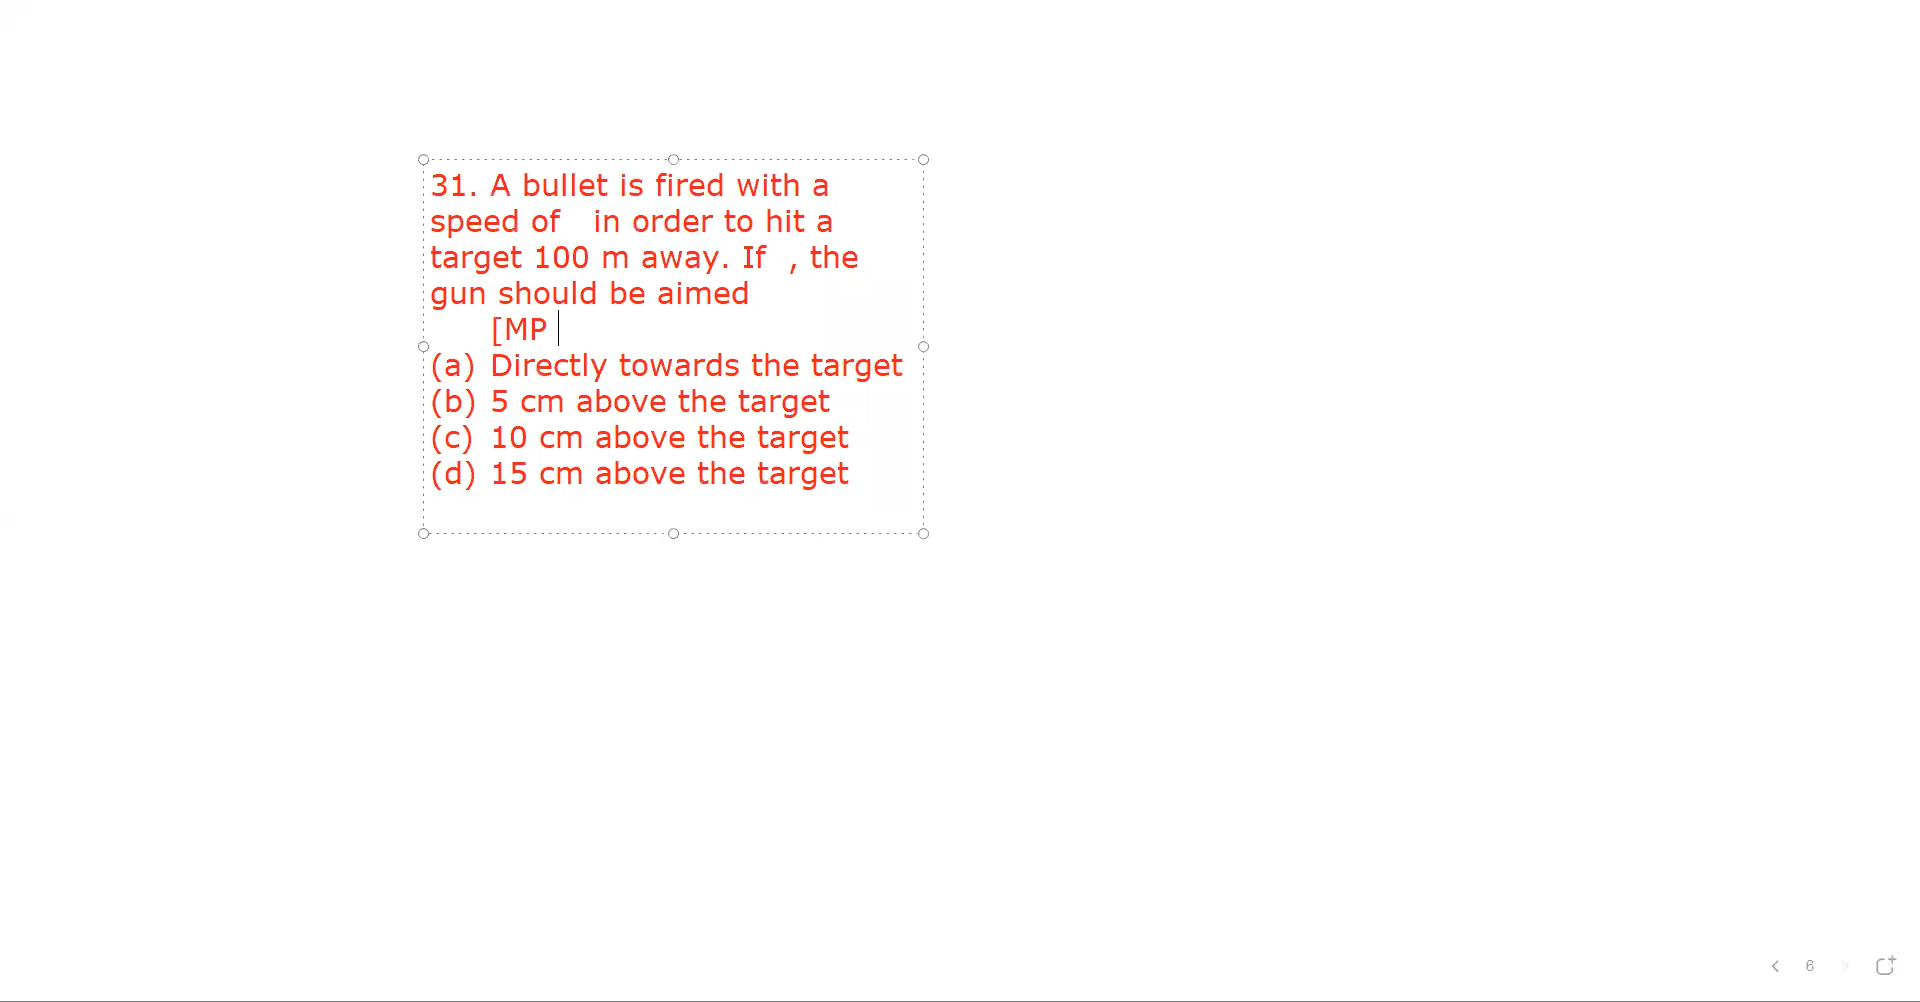 31. A bullet is fired with a
speed of in order to hit a
target 100 m away. If , the
gun should be aimed
[MP
(a) Directly towards the target
(b) 5 cm above the target
(c) 10 cm above the target
(d) 15 cm above the target
6